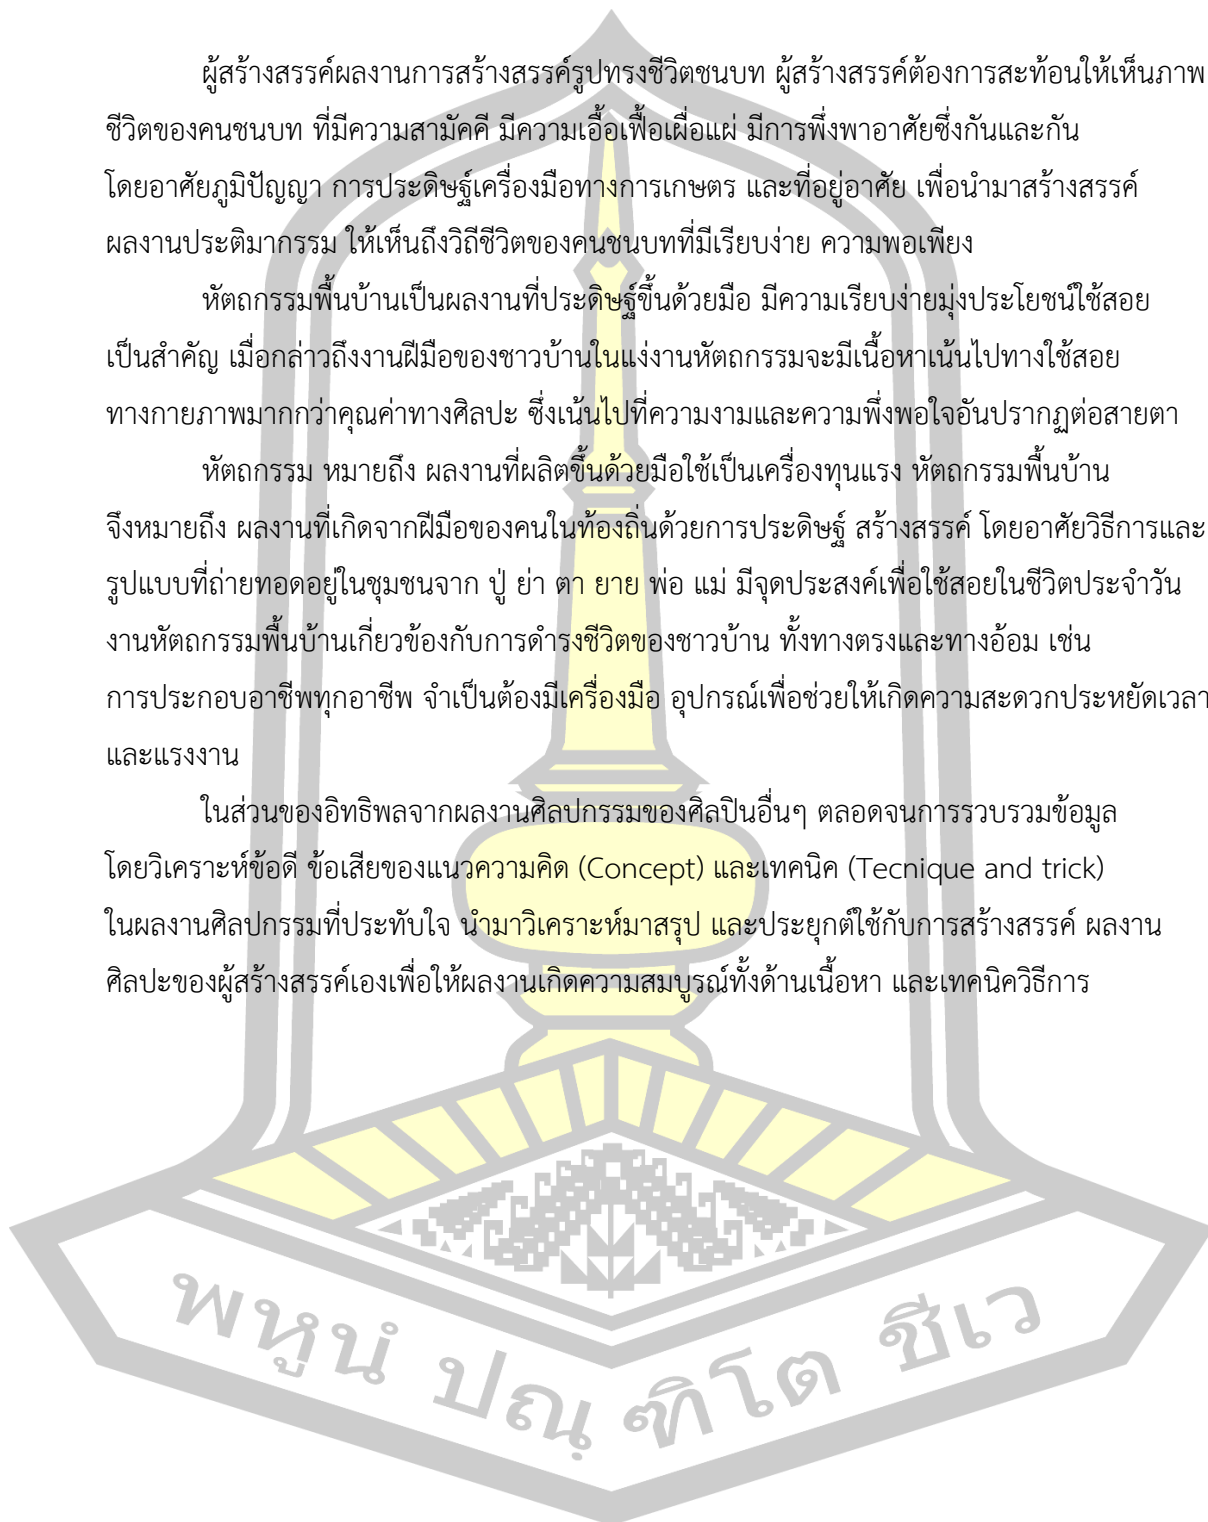 ผู้สร้างสรรค์ผลงานการสร้างสรรค์รูปทรงชีวิตชนบท ผู้สร้างสรรค์ต้องการสะท้อนให้เห็นภาพ
ชีวิตของคนชนบท ที่มีความสามัคคี มีความเอื้อเฟื้อเผื่อแผ่ มีการพึ่งพาอาศัยซึ่งกันและกัน
โดยอาศัยภูมิปัญญา การประดิษฐ์เครื่องมือทางการเกษตร และที่อยู่อาศัย เพื่อนำมาสร้างสรรค์
ผลงานประติมากรรม ให้เห็นถึงวิถีชีวิตของคนชนบทที่มีเรียบง่าย ความพอเพียง
หัตถกรรมพื้นบ้านเป็นผลงานที่ประดิษฐ์ขึ้นด้วยมือ มีความเรียบง่ายมุ่งประโยชน์ใช้สอย
เป็นสำคัญ เมื่อกล่าวถึงงานฝีมือของชาวบ้านในแง่งานหัตถกรรมจะมีเนื้อหาเน้นไปทางใช้สอย
ทางกายภาพมากกว่าคุณค่าทางศิลปะ ซึ่งเน้นไปที่ความงามและความพึ่งพอใจอันปรากฏต่อสายตา
หัตถกรรม หมายถึง ผลงานที่ผลิตขึ้นด้วยมือใช้เป็นเครื่องทุนแรง หัตถกรรมพื้นบ้าน
จึงหมายถึง ผลงานที่เกิดจากฝีมือของคนในท้องถิ่นด้วยการประดิษฐ์ สร้างสรรค์ โดยอาศัยวิธีการและ
รูปแบบที่ถ่ายทอดอยู่ในชุมชนจาก ปู่ ย่า ตา ยาย พ่อ แม่ มีจุดประสงค์เพื่อใช้สอยในชีวิตประจำวัน
งานหัตถกรรมพื้นบ้านเกี่ยวข้องกับการดำรงชีวิตของชาวบ้าน ทั้งทางตรงและทางอ้อม เช่น
การประกอบอาชีพทุกอาชีพ จำเป็นต้องมีเครื่องมือ อุปกรณ์เพื่อช่วยให้เกิดความสะดวกประหยัดเวลา
และแรงงาน
ในส่วนของอิทธิพลจากผลงานศิลปกรรมของศิลปินอื่นๆ ตลอดจนการรวบรวมข้อมูล
โดยวิเคราะห์ข้อดี ข้อเสียของแนวความคิด (Concept) และเทคนิค (Tecnique and trick)
ในผลงานศิลปกรรมที่ประทับใจ นำมาวิเคราะห์มาสรุป และประยุกต์ใช้กับการสร้างสรรค์ ผลงาน
ศิลปะของผู้สร้างสรรค์เองเพื่อให้ผลงานเกิดความสมบูรณ์ทั้งด้านเนื้อหา และเทคนิควิธีการ
พหูนํ ปณฺฑิโต ชีเว